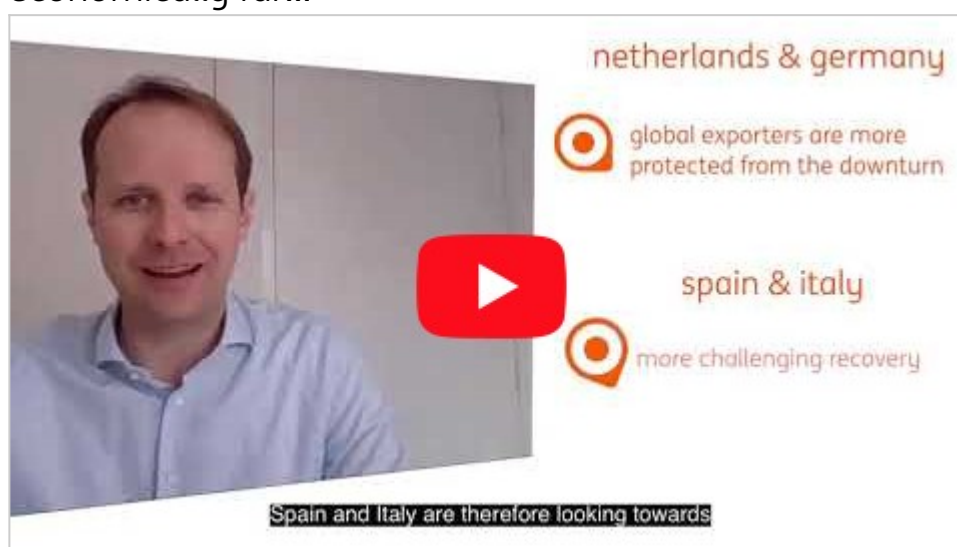 netherlands & germany
global exporters are more
protected from the downturn
spain & italy
more challenging recovery
Spain and Italy are therefore looking towards